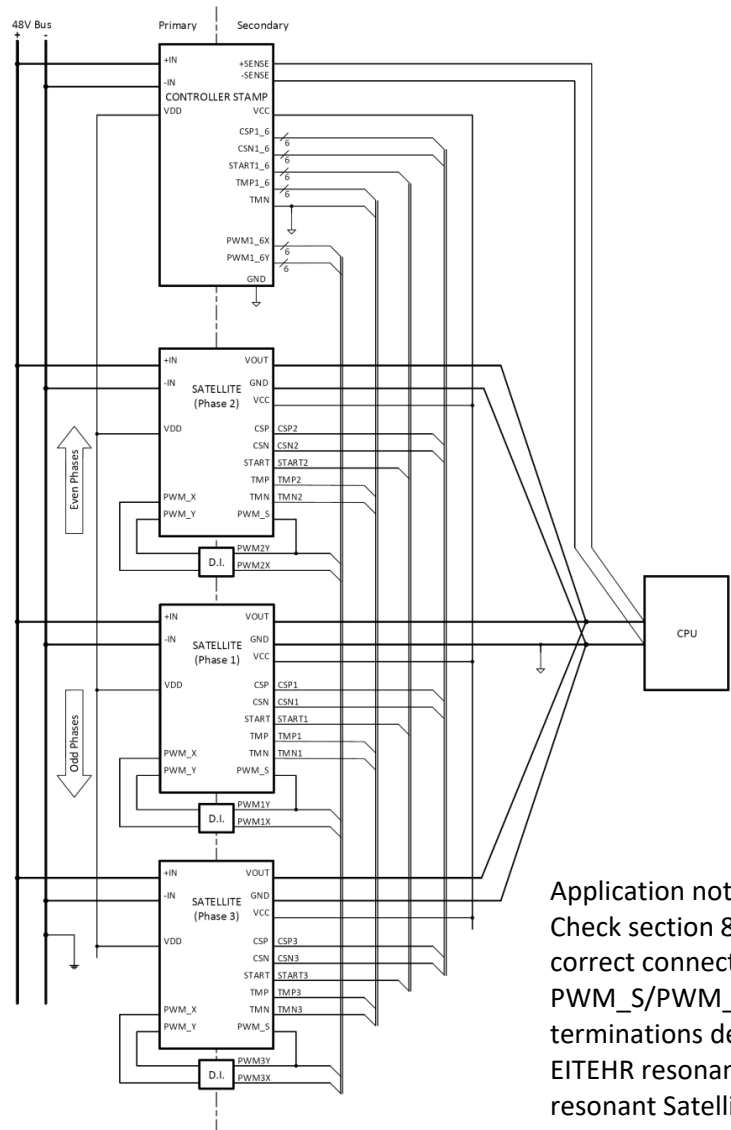 48V Bus
+ -
Primary Secondary
+IN
-IN
+SENSE
-SENSE
CONTROLLER STAMP
VDD
VCC
CSP1_6
6
CSN1_6
6
START1_6
6
TMP1_6
6
TMN
PWM1_6X
6
PWM1_6Y
6
GND
+IN
-IN
VOUT
GND
VCC
SATELLITE
(Phase 2)
VDD
CSP CSP2
CSN CSN2
START START2
TMP TMP2
TMN TMN2
PWM_X
PWM_Y
PWM_S
D.I.
PWM2Y
PWM2X
Even Phases
+IN
-IN
VOUT
GND
VCC
SATELLITE
(Phase 1)
VDD
CSP CSP1
CSN CSN1
START START1
TMP TMP1
TMN TMN1
PWM_X
PWM_Y
PWM_S
D.I.
PWM1Y
PWM1X
Odd Phases
CPU
+IN
-IN
VOUT
GND
VCC
SATELLITE
(Phase 3)
VDD
CSP CSP3
CSN CSN3
START START3
TMP TMP3
TMN TMN3
PWM_X
PWM_Y
PWM_S
D.I.
PWM3Y
PWM3X
Application not
Check section 8
correct connect
PWM_S/PWM_
terminations de
EITEHR resonan
resonant Satelli